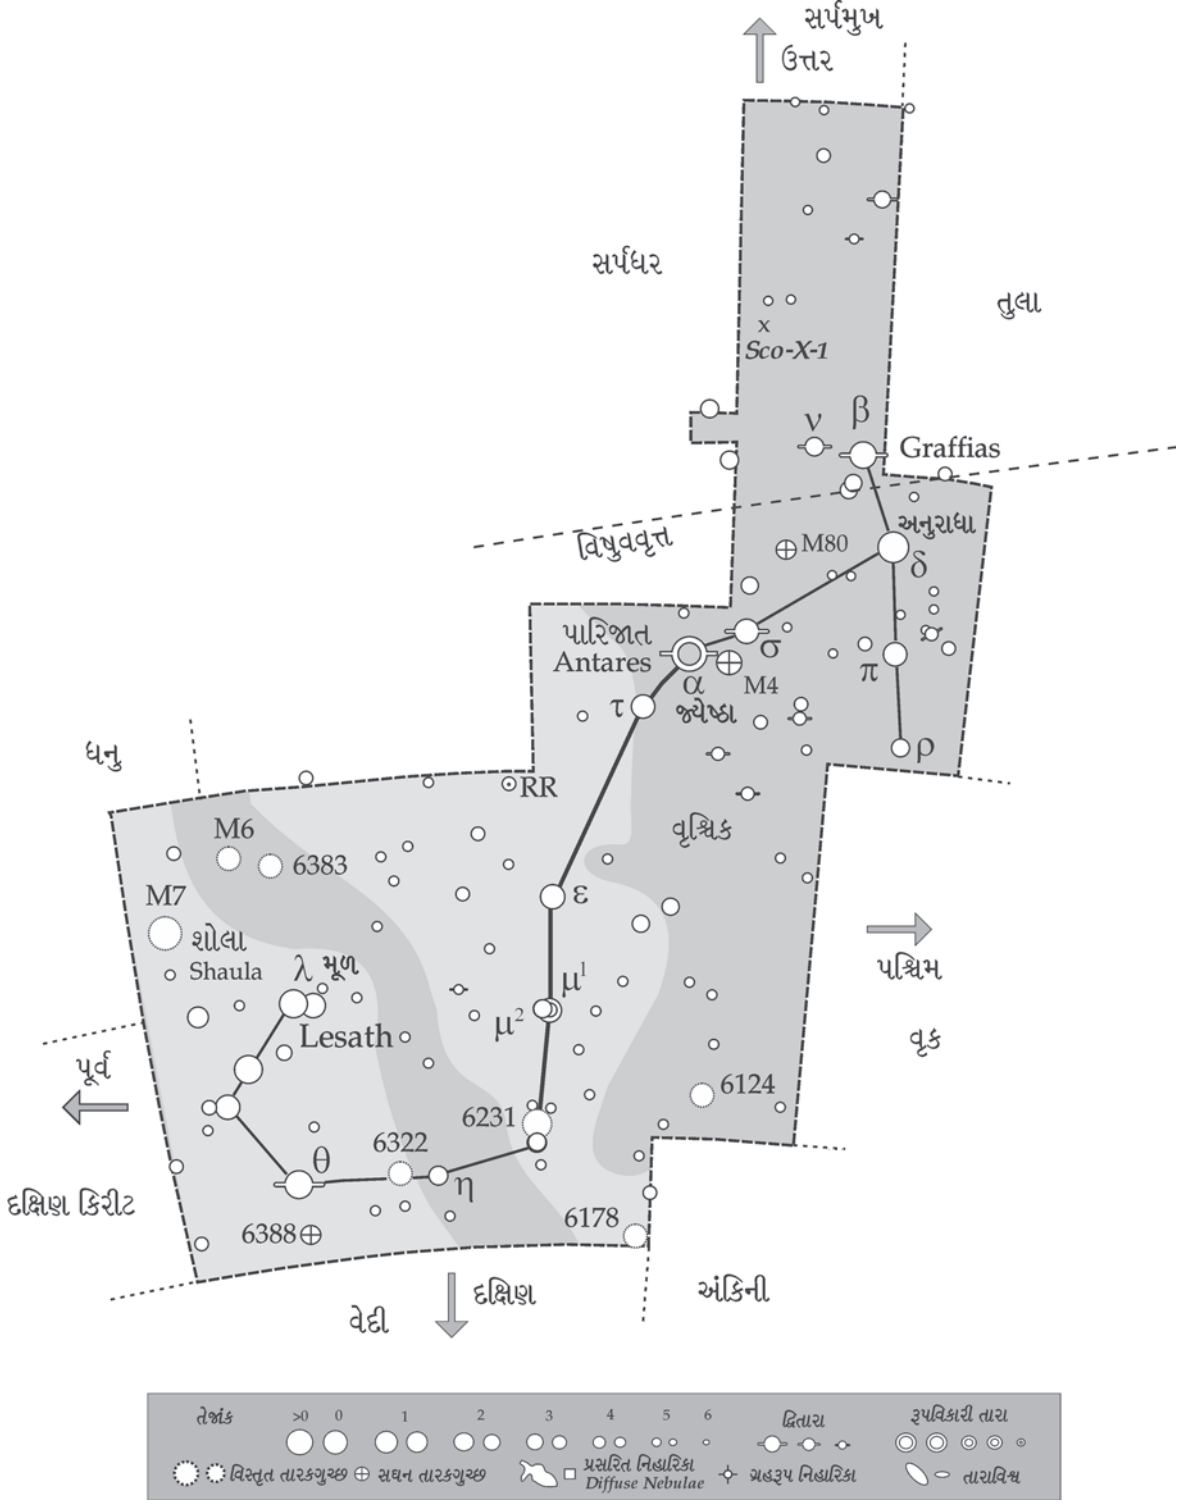 સર્પમુખ
ઉત્તર
સર્પધર
તુલા
x
Sco-X-1
ν
β
Graffias
અનુરાધા
વિષુવવૃત્ત
M80
δ
પારિજાત
Antares
σ
α
M4
π
τ
જ્યેષ્ઠા
ρ
ધનુ
RR
M6
6383
વૃશ્ચિક
M7
ε
શોલા
Shaula
λ
મૂળ
પશ્ચિમ
μ1
μ2
Lesath
વૃક
પૂર્વ
6124
6231
6322
θ
η
દક્ષિણ કિરીટ
6388
6178
દક્ષિણ
અંકિની
વેદી
તેજાંક >0 0 1 2 3 4 5 6 દ્વિતારા રૂપવિકારી તારા
વિસ્તૃત તારકગુચ્છ સઘન તારકગુચ્છ પ્રસરિત નિહારિકા ગ્રહરૂપ નિહારિકા તારાવિશ્વ
Diffuse Nebulae